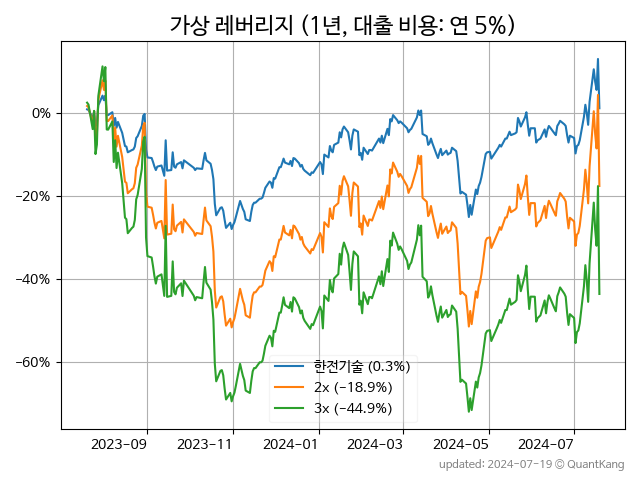 가상 레버리지 (1년, 대출 비용: 연 5%)
0%
−20%
−40%
−60%
한전기술 (0.3%)
2x (−18.9%)
3x (−44.9%)
2023-09 2023-11 2024-01 2024-03 2024-05 2024-07
updated: 2024-07-19 © QuantKang